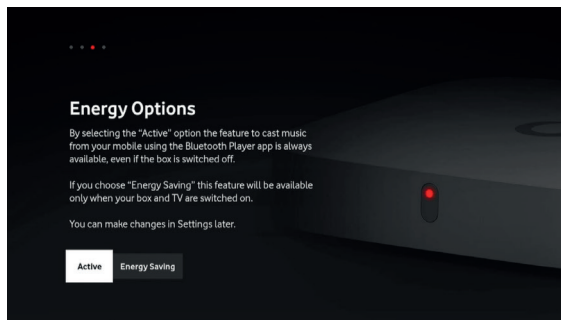 Energy Options
By selecting the “Active” option the feature to cast music
from your mobile using the Bluetooth Player app is always
available, even if the box is switched off.
If you choose “Energy Saving” this feature will be available
only when your box and TV are switched on.
You can make changes in Settings later.
Active
Energy Saving